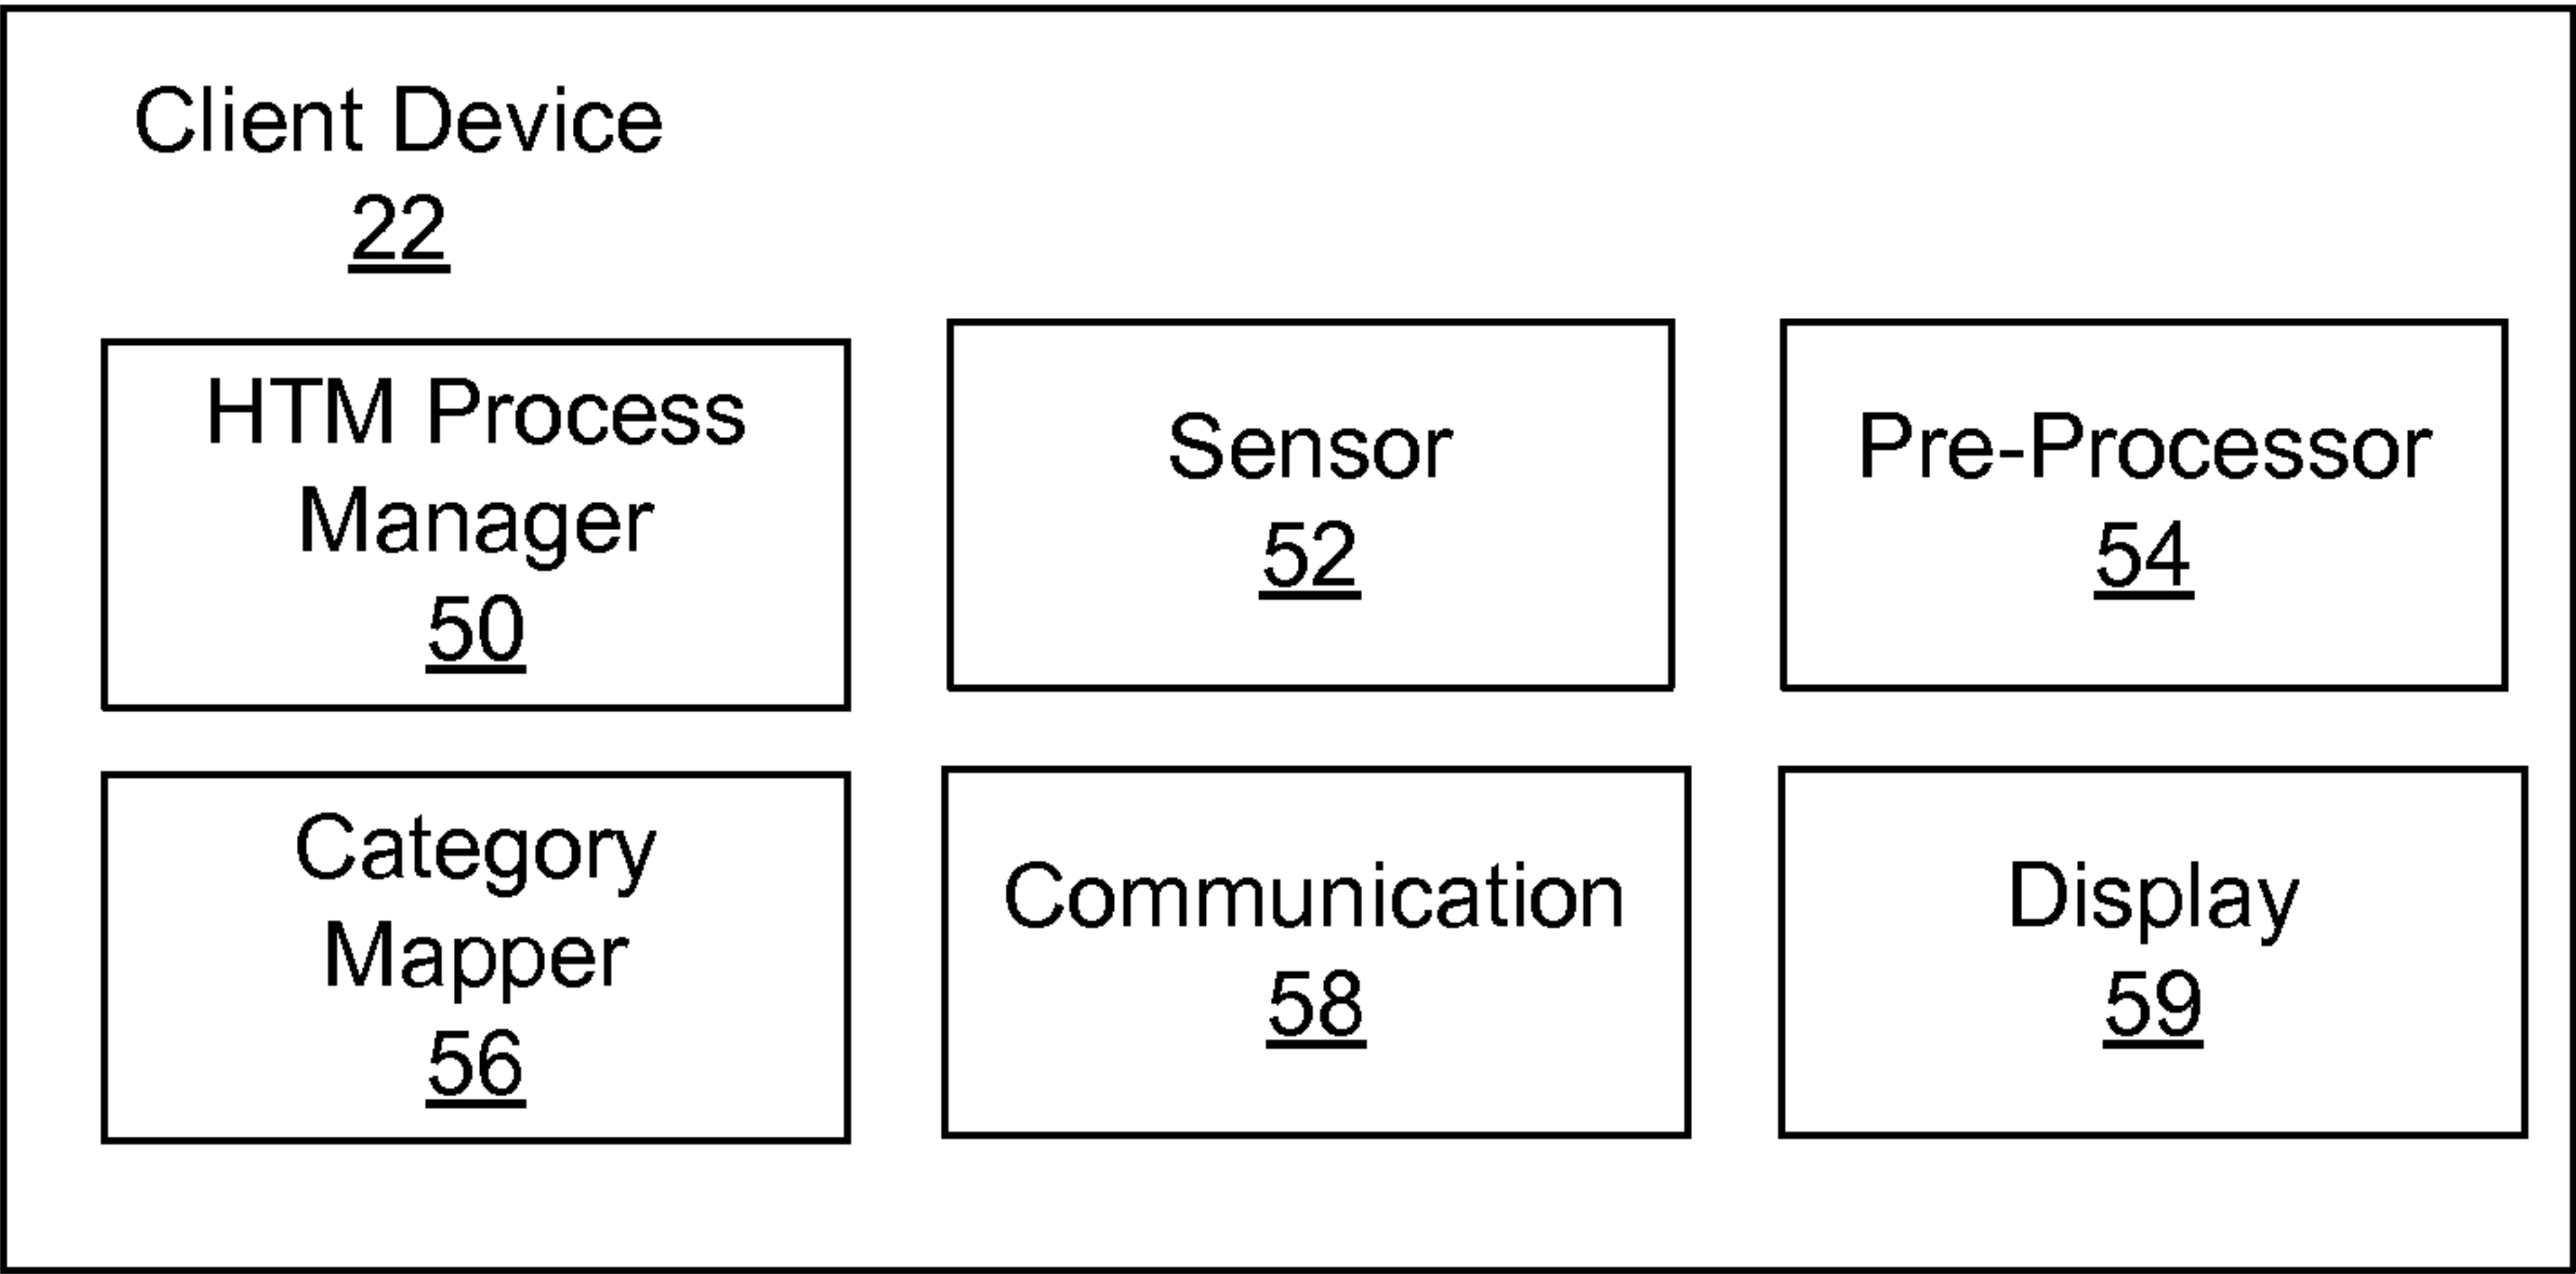 Client Device
22
HTM Process
Manager
50
Sensor
52
Pre-Processor
54
Category
Mapper
56
Communication
58
Display
59